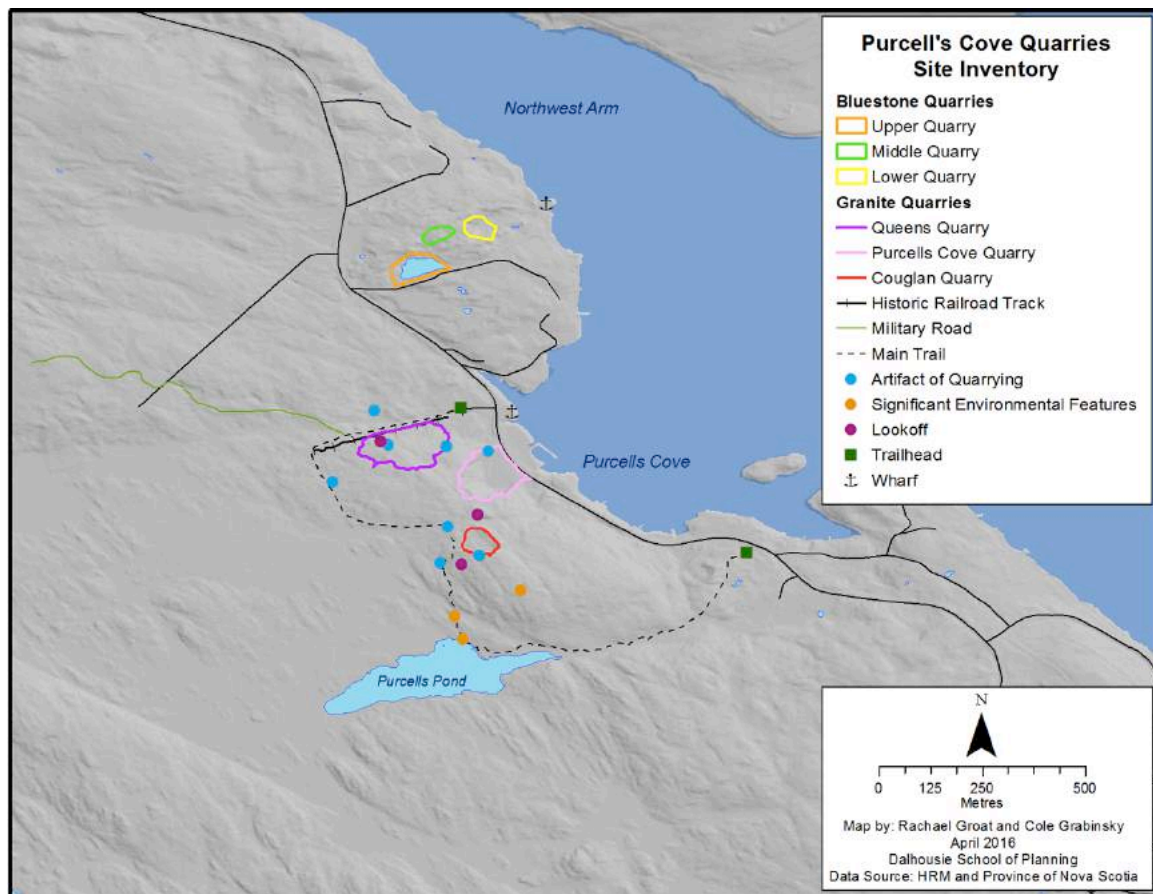 Northwest Arm
Purcells Cove
Purcells Pond
Purcell's Cove Quarries
Site Inventory
Bluestone Quarries
Upper Quarry
Middle Quarry
Lower Quarry
Granite Quarries
Queens Quarry
Purcells Cove Quarry
Couglan Quarry
Historic Railroad Track
Military Road
Main Trail
Artifact of Quarrying
Significant Environmental Features
Lookoff
Trailhead
Wharf
N
0 125 250 500
Metres
Map by: Rachael Groat and Cole Grabinsky
April 2016
Dalhousie School of Planning
Data Source: HRM and Province of Nova Scotia